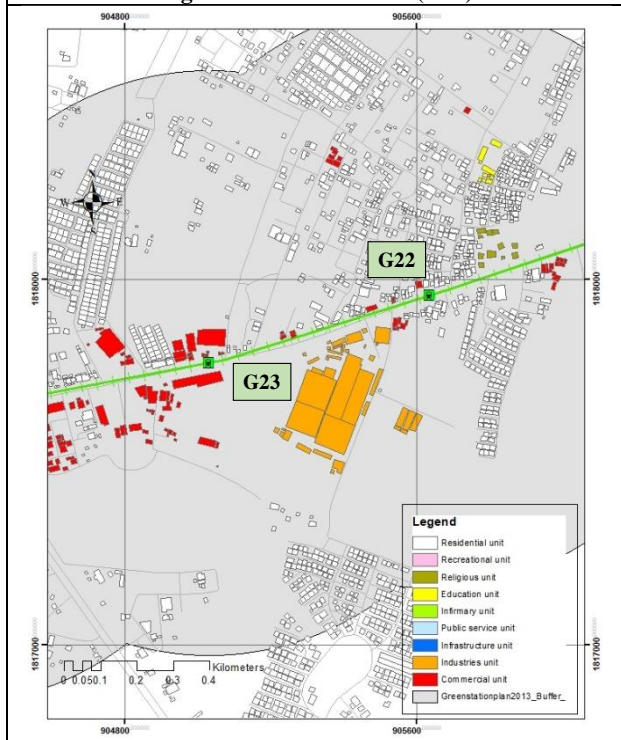 904800 905600
1818000 1818000
1817000 1817000
904800 905600
N
W E
S
G22
G23
Legend
Residential unit
Recreational unit
Religious unit
Education unit
Infirmary unit
Public service unit
Infrastructure unit
Industries unit
Commercial unit
Greenstationplan2013_Buffer_
Kilometers
0 0.050.1 0.2 0.3 0.4